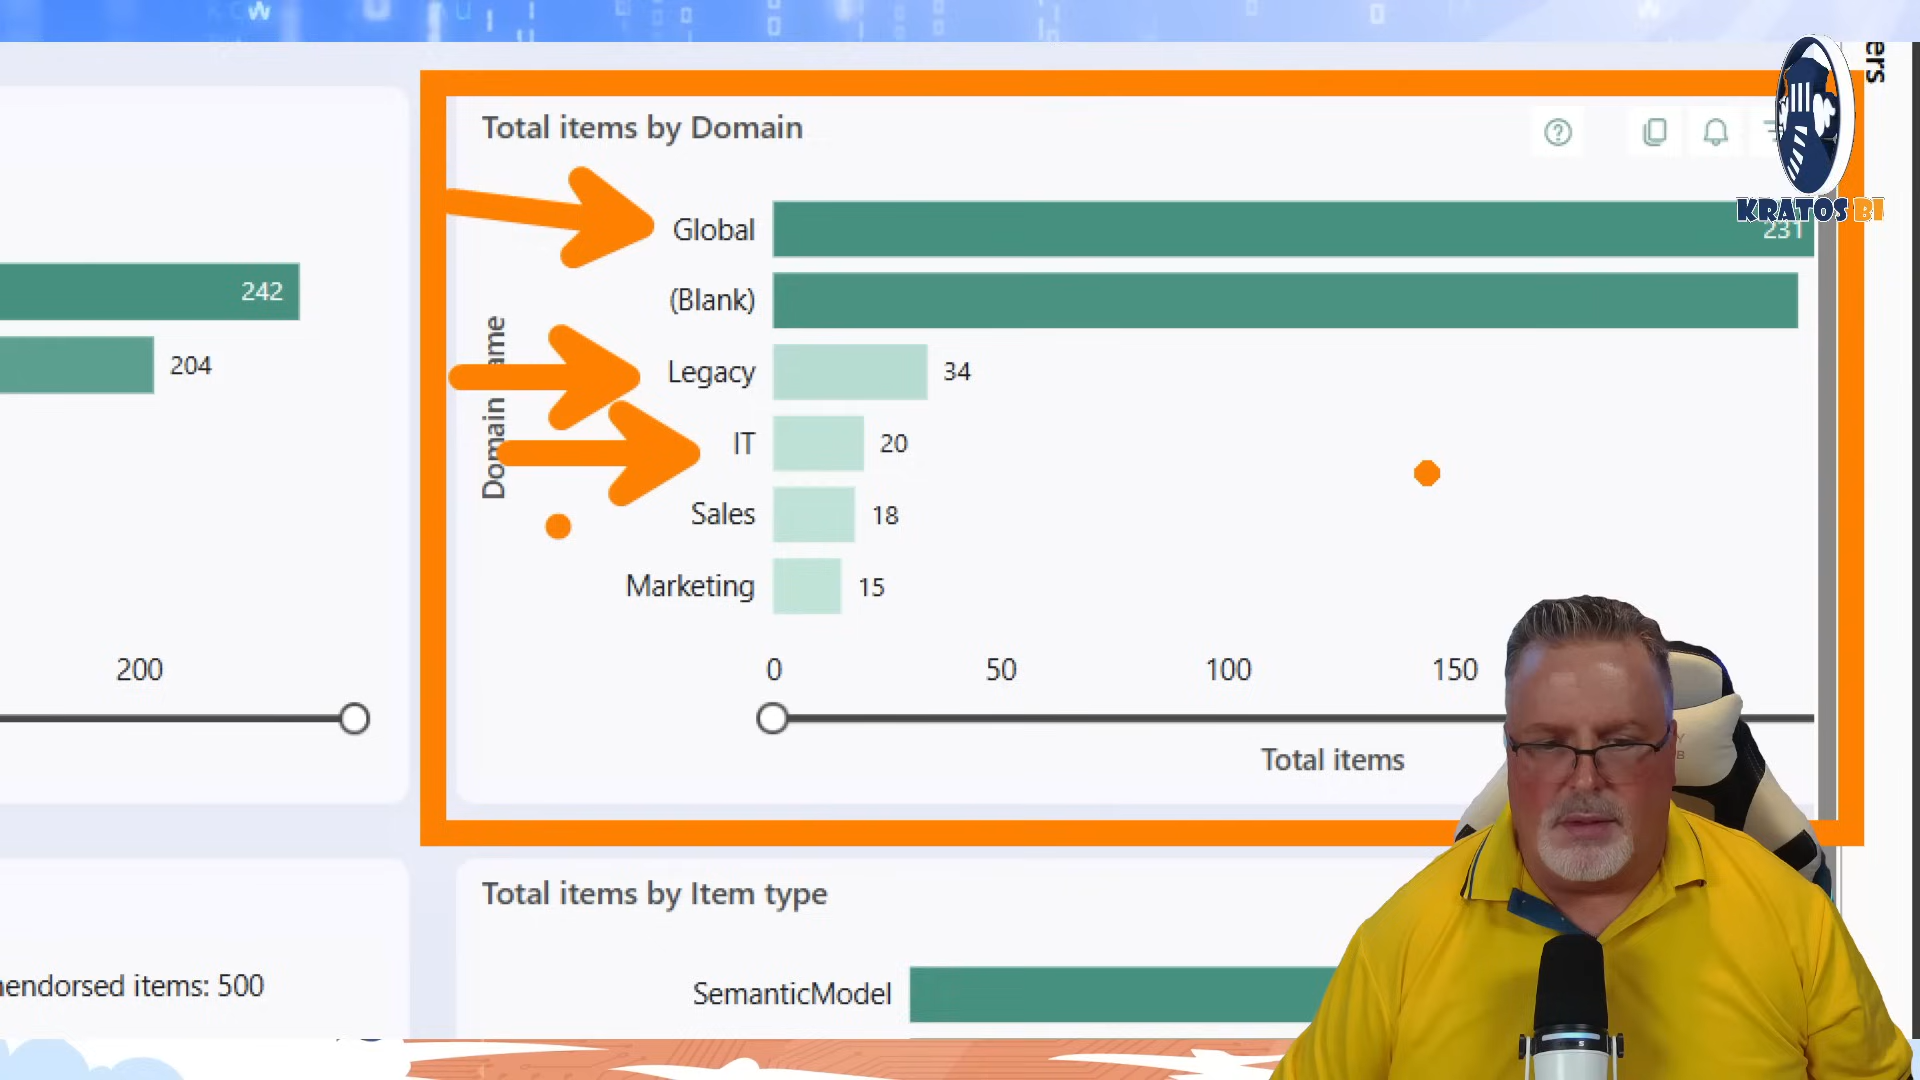 Total items by Domain
KRATOS BI
Global
231
(Blank)
242
Legacy
34
204
IT
20
Sales
18
Marketing
15
200
0
50
100
150
Total items
Total items by Item type
endorsed items: 500
SemanticModel